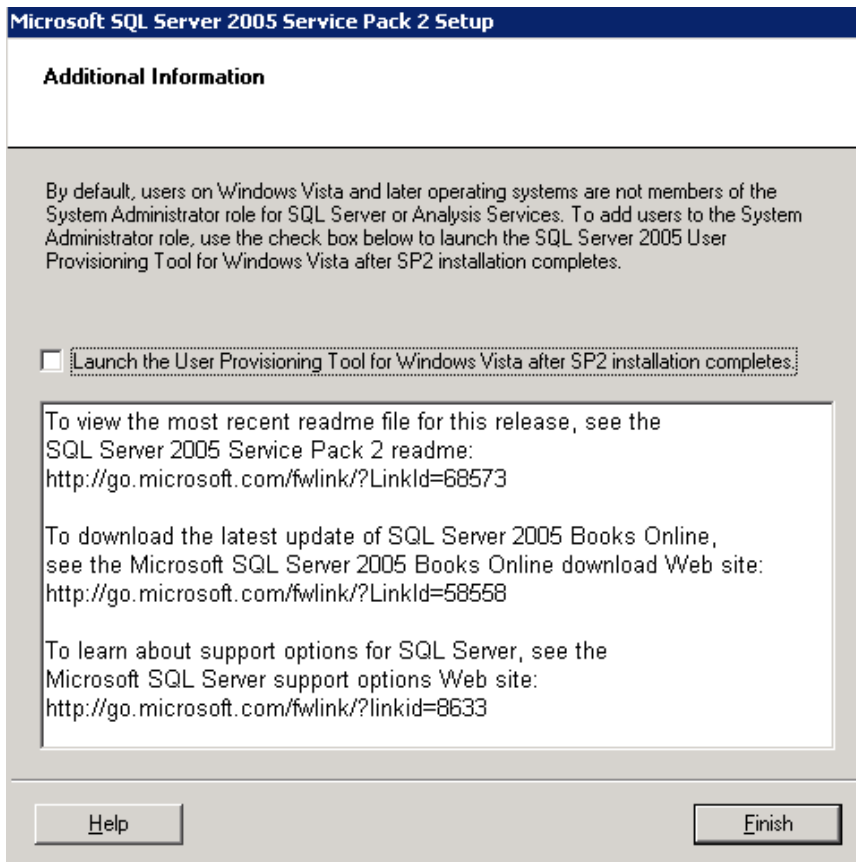 Microsoft SQL Server 2005 Service Pack 2 Setup
Additional Information
By default, users on Windows Vista and later operating systems are not members of the
System Administrator role for SQL Server or Analysis Services. To add users to the System
Administrator role, use the check box below to launch the SQL Server 2005 User
Provisioning Tool for Windows Vista after SP2 installation completes.
Launch the User Provisioning Tool for Windows Vista after SP2 installation completes.
To view the most recent readme file for this release, see the
SQL Server 2005 Service Pack 2 readme:
http://go.microsoft.com/fwlink/?LinkId=68573
To download the latest update of SQL Server 2005 Books Online,
see the Microsoft SQL Server 2005 Books Online download Web site:
http://go.microsoft.com/fwlink/?LinkId=58558
To learn about support options for SQL Server, see the
Microsoft SQL Server support options Web site:
http://go.microsoft.com/fwlink/?linkid=8633
Help
Finish